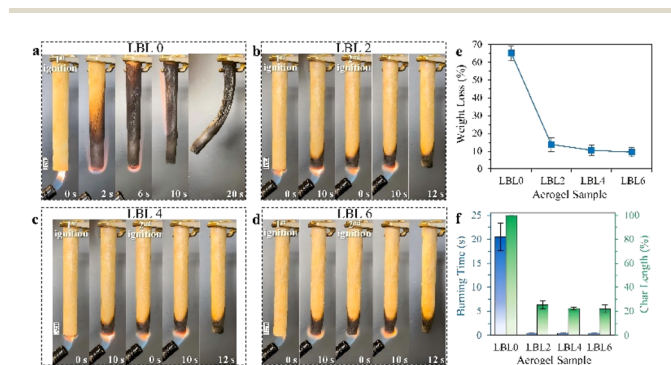 LBL 0
a
1st
ignition
0 s
2 s
6 s
10 s
20 s
LBL 2
b
1st
ignition
2nd
ignition
0 s
10 s
0 s
10 s
12 s
LBL 4
c
1st
ignition
2nd
ignition
0 s
10 s
0 s
10 s
12 s
LBL 6
d
1st
ignition
2nd
ignition
0 s
10 s
0 s
10 s
12 s
e
Weight Loss (%)
70
60
50
40
30
20
10
0
LBL0 LBL2 LBL4 LBL6
Aerogel Sample
f
Burning Time (s)
25
20
15
10
5
0
Char Length (%)
100
80
60
40
20
0
LBL0 LBL2 LBL4 LBL6
Aerogel Sample